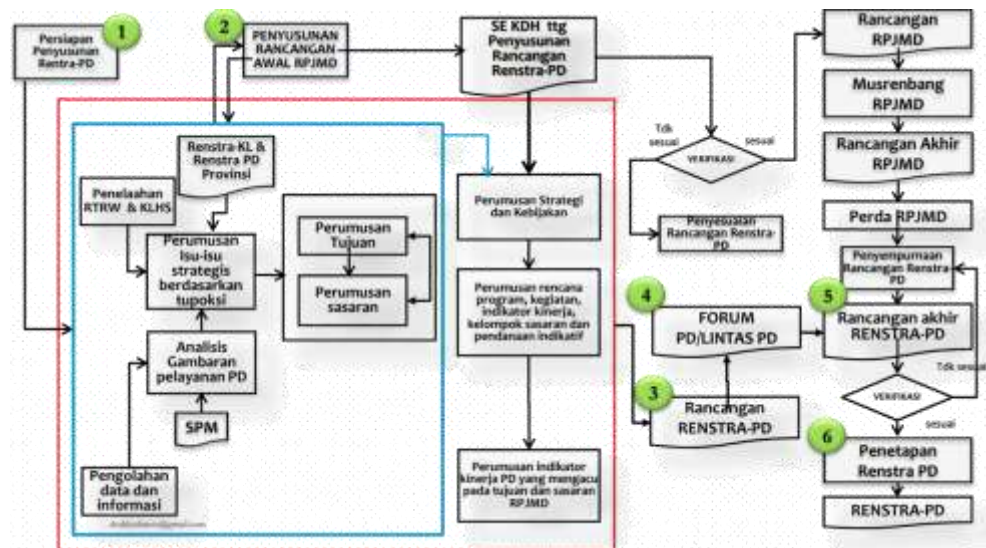 1
Persiapan
Penyusunan
Rentra-PD
2
PENYUSUNAN
RANCANGAN
AWAL RPJMD
SE KDH ttg
Penyusunan
Rancangan
Renstra-PD
Rancangan
RPJMD
Musrenbang
RPJMD
Rancangan Akhir
RPJMD
Perda RPJMD
Tdk
sesuai
sesuai
VERIFIKASI
Penyesuaian
Rancangan Renstra-
PD
Renstra-KL &
Renstra PD
Provinsi
Penelaahan
RTRW & KLHS
Perumusan
Isu-isu
strategis
berdasarkan
tupoksi
Perumusan
Tujuan
Perumusan
sasaran
Analisis
Gambaran
pelayanan PD
SPM
Pengolahan
data dan
informasi
Perumusan Strategi
dan Kebijakan
Perumusan rencana
program, kegiatan,
indikator kinerja,
kelompok sasaran dan
pendanaan indikatif
Perumusan indikator
kinerja PD yang mengacu
pada tujuan dan sasaran
RPJMD
3
Rancangan
RENSTRA-PD
4
FORUM
PD/LINTAS PD
Penyempurnaan
Rancangan Renstra-
PD
5
Rancangan akhir
RENSTRA-PD
Tdk sesuai
VERIFIKASI
sesuai
6
Penetapan
Renstra PD
RENSTRA-PD